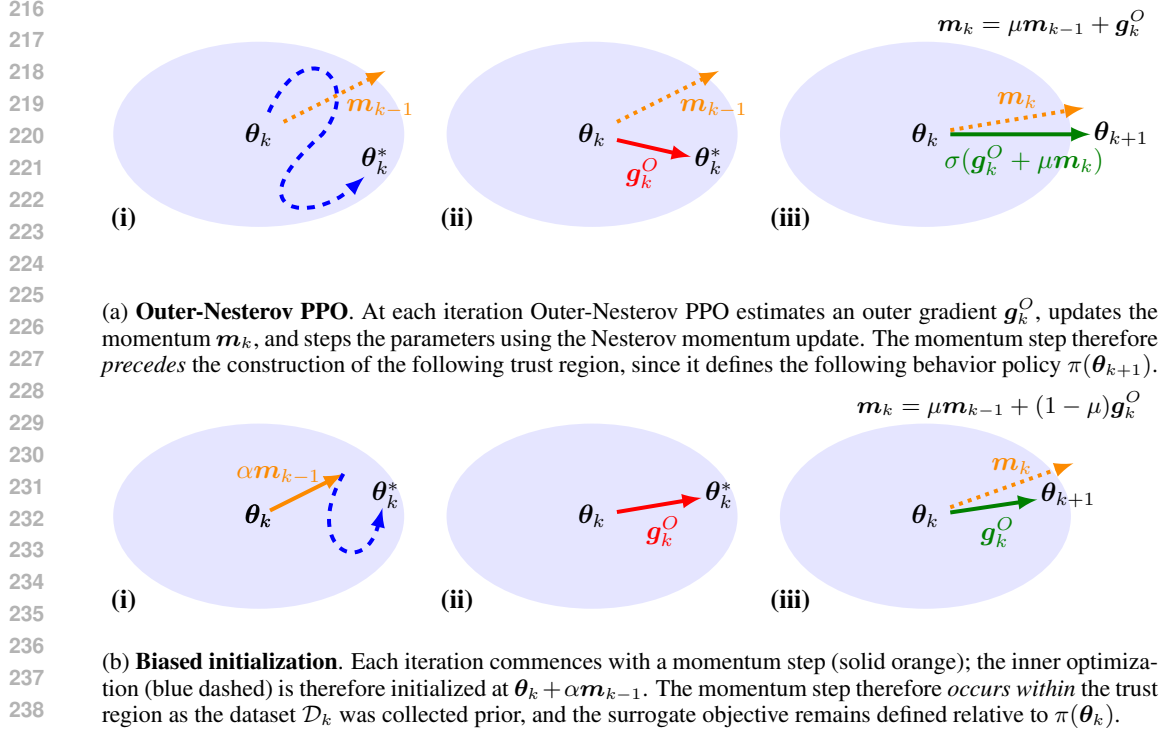 216
217
218
219
220
221
222
223
224
225
226
227
228
229
230
231
232
233
234
235
236
237
238
m_k = μm_{k−1} + g_k^O
m_{k−1}
θ_k
θ_k^*
(i)
m_{k−1}
θ_k
θ_k^*
g_k^O
(ii)
m_k
θ_k
θ_{k+1}
σ(g_k^O + μm_k)
(iii)
(a) Outer-Nesterov PPO. At each iteration Outer-Nesterov PPO estimates an outer gradient g_k^O, updates the
momentum m_k, and steps the parameters using the Nesterov momentum update. The momentum step therefore
precedes the construction of the following trust region, since it defines the following behavior policy π(θ_{k+1}).
m_k = μm_{k−1} + (1 − μ)g_k^O
αm_{k−1}
θ_k^*
θ_k
(i)
θ_k^*
θ_k
g_k^O
(ii)
m_k
θ_{k+1}
θ_k
g_k^O
(iii)
(b) Biased initialization. Each iteration commences with a momentum step (solid orange); the inner optimiza-
tion (blue dashed) is therefore initialized at θ_k + αm_{k−1}. The momentum step therefore occurs within the trust
region as the dataset D_k was collected prior, and the surrogate objective remains defined relative to π(θ_k).